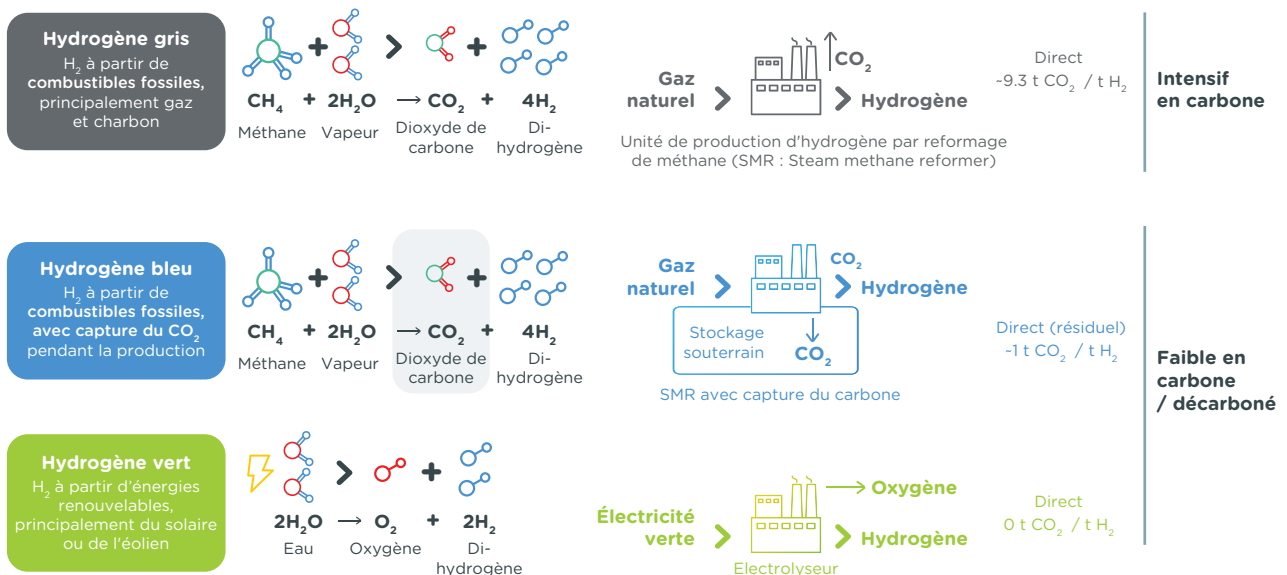 Hydrogène gris
H₂ à partir de
combustibles fossiles,
principalement gaz
et charbon
CH₄ + 2H₂O → CO₂ + 4H₂
Méthane Vapeur Dioxyde de carbone Di-
hydrogène
Gaz
naturel
CO₂
Hydrogène
Unité de production d'hydrogène par reformage
de méthane (SMR : Steam methane reformer)
Direct
~9.3 t CO₂ / t H₂
Intensif
en carbone
Hydrogène bleu
H₂ à partir de
combustibles fossiles,
avec capture du CO₂
pendant la production
CH₄ + 2H₂O → CO₂ + 4H₂
Méthane Vapeur Dioxyde de carbone Di-
hydrogène
Gaz
naturel
CO₂
Hydrogène
Stockage
souterrain
CO₂
SMR avec capture du carbone
Direct (résiduel)
~1 t CO₂ / t H₂
Faible en
carbone
/ décarboné
Hydrogène vert
H₂ à partir d'énergies
renouvelables,
principalement du solaire
ou de l'éolien
2H₂O → O₂ + 2H₂
Eau Oxygène Di-
hydrogène
Électricité
verte
Oxygène
Hydrogène
Electrolyseur
Direct
0 t CO₂ / t H₂